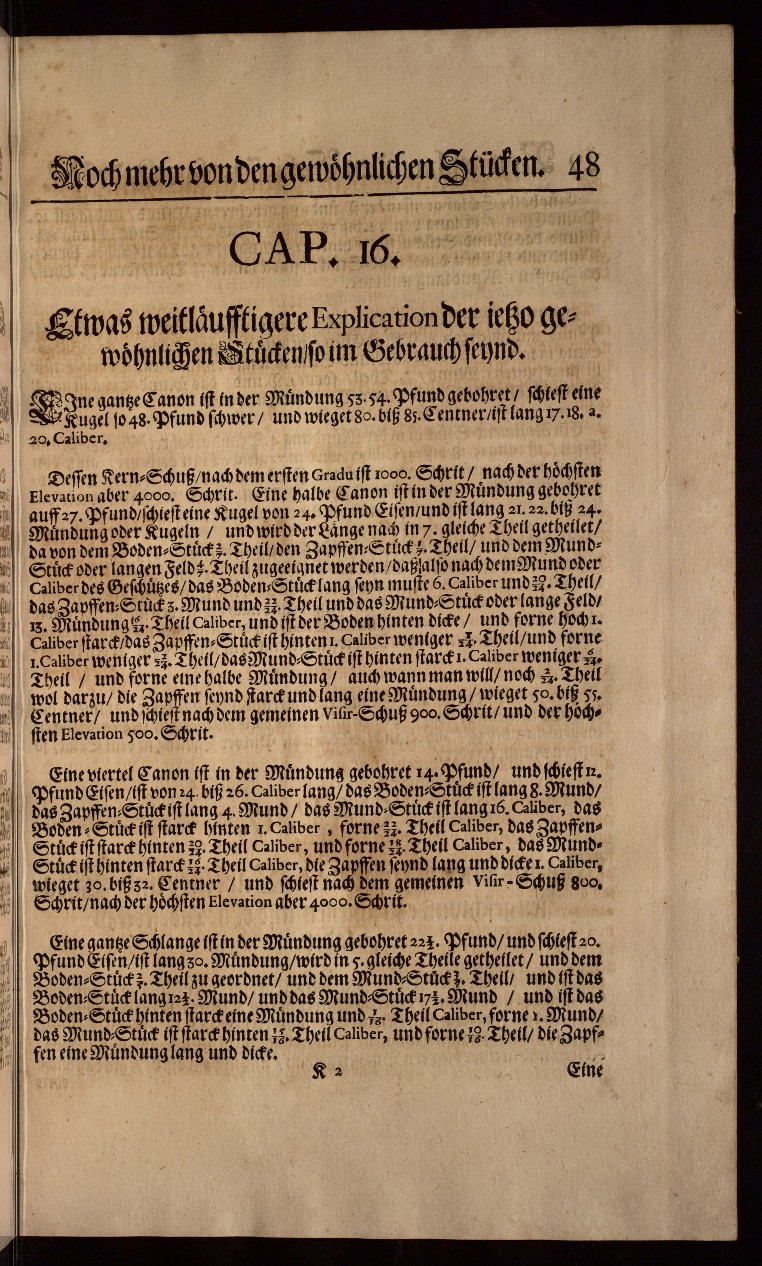 Noch mehr von den gewöhnlichen Stücken. 48
CAP. 16.
Etwas weitläufftigere Explication der ietzo ge-
wöhnlichen Stücken/so im Gebrauch seynd.
EIne gantze Canon ist in der Mündung 53. 54. Pfund gebohret/ schiest eine
Kugel so 48. Pfund schwer/ und wieget 80. biß 85. Centner/ist lang 17. 18. a.
20. Caliber.
Dessen Kern-Schuß/nach dem ersten Gradu ist 1000. Schrit/ nach der höchsten
Elevation aber 4000. Schrit. Eine halbe Canon ist in der Mündung gebohret
auff 27. Pfund/schiest eine Kugel von 24. Pfund Eisen/und ist lang 21. 22. biß 24.
Mündung oder Kugeln / und wird der Länge nach in 7. gleiche Theil getheilet/
da von dem Boden-Stück Theil/den Zapffen-Stück Theil/ und dem Mund-
Stück oder langen Feld Theil zugeeignet werden/daß/also nach dem Mund oder
Caliber des Geschützes/das Boden-Stück lang seyn muste 6. Caliber und Theil/
das Zapffen-Stück 3. Mund und Theil und das Mund-Stück oder lange Feld/
13. Mündung Theil Caliber, und ist der Boden hinten dicke/ und forne hoch 1.
Caliber starck/das Zapffen-Stück ist hinten 1. Caliber weniger Theil/und forne
1. Caliber weniger Theil/das Mund-Stück ist hinten starck 1. Caliber weniger
Theil / und forne eine halbe Mündung/ auch wann man will/ noch Theil
wol darzu/ die Zapffen seynd starck und lang eine Mündung/ wieget 50. biß 55.
Centner/ und schiest nach dem gemeinen Visir-Schuß 900. Schrit/ und der höch-
sten Elevation 500. Schrit.
Eine viertel Canon ist in der Mündung gebohret 14. Pfund/ und schiest 12.
Pfund Eisen/ist von 24. biß 26. Caliber lang/ das Boden-Stück ist lang 8. Mund/
das Zapffen-Stück ist lang 4. Mund/ das Mund-Stück ist lang 16. Caliber, das
Boden-Stück ist starck hinten 1. Caliber , forne Theil Caliber, das Zapffen-
Stück ist starck hinten Theil Caliber, und forne Theil Caliber, das Mund-
Stück ist hinten starck Theil Caliber, die Zapffen seynd lang und dicke 1. Caliber,
wieget 30. biß 32. Centner / und schiest nach dem gemeinen Visir-Schuß 800.
Schrit/nach der höchsten Elevation aber 4000. Schrit.
Eine gantze Schlange ist in der Mündung gebohret 22½. Pfund/ und schiest 20.
Pfund Eisen/ist lang 30. Mündung/wird in 5. gleiche Theile getheilet/ und dem
Boden-Stück Theil zu geordnet/ und dem Mund-Stück Theil/ und ist das
Boden-Stück lang 12½. Mund/ und das Mund-Stück 17½. Mund / und ist das
Boden-Stück hinten starck eine Mündung und Theil Caliber, forne 1. Mund/
das Mund-Stück ist starck hinten Theil Caliber, und forne Theil/ die Zapf-
fen eine Mündung lang und dicke.
K 2 Eine